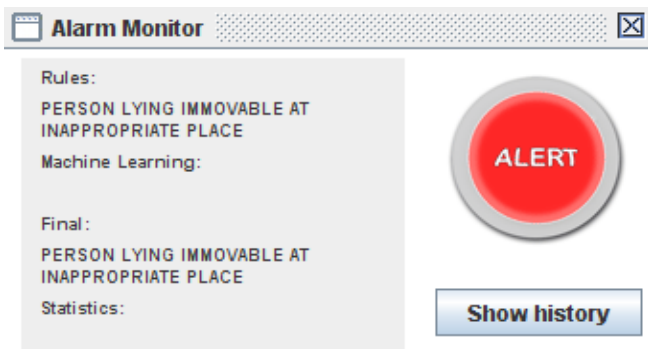 Alarm Monitor
Rules:
PERSON LYING IMMOVABLE AT
INAPPROPRIATE PLACE
Machine Learning:
Final:
PERSON LYING IMMOVABLE AT
INAPPROPRIATE PLACE
Statistics:
ALERT
Show history